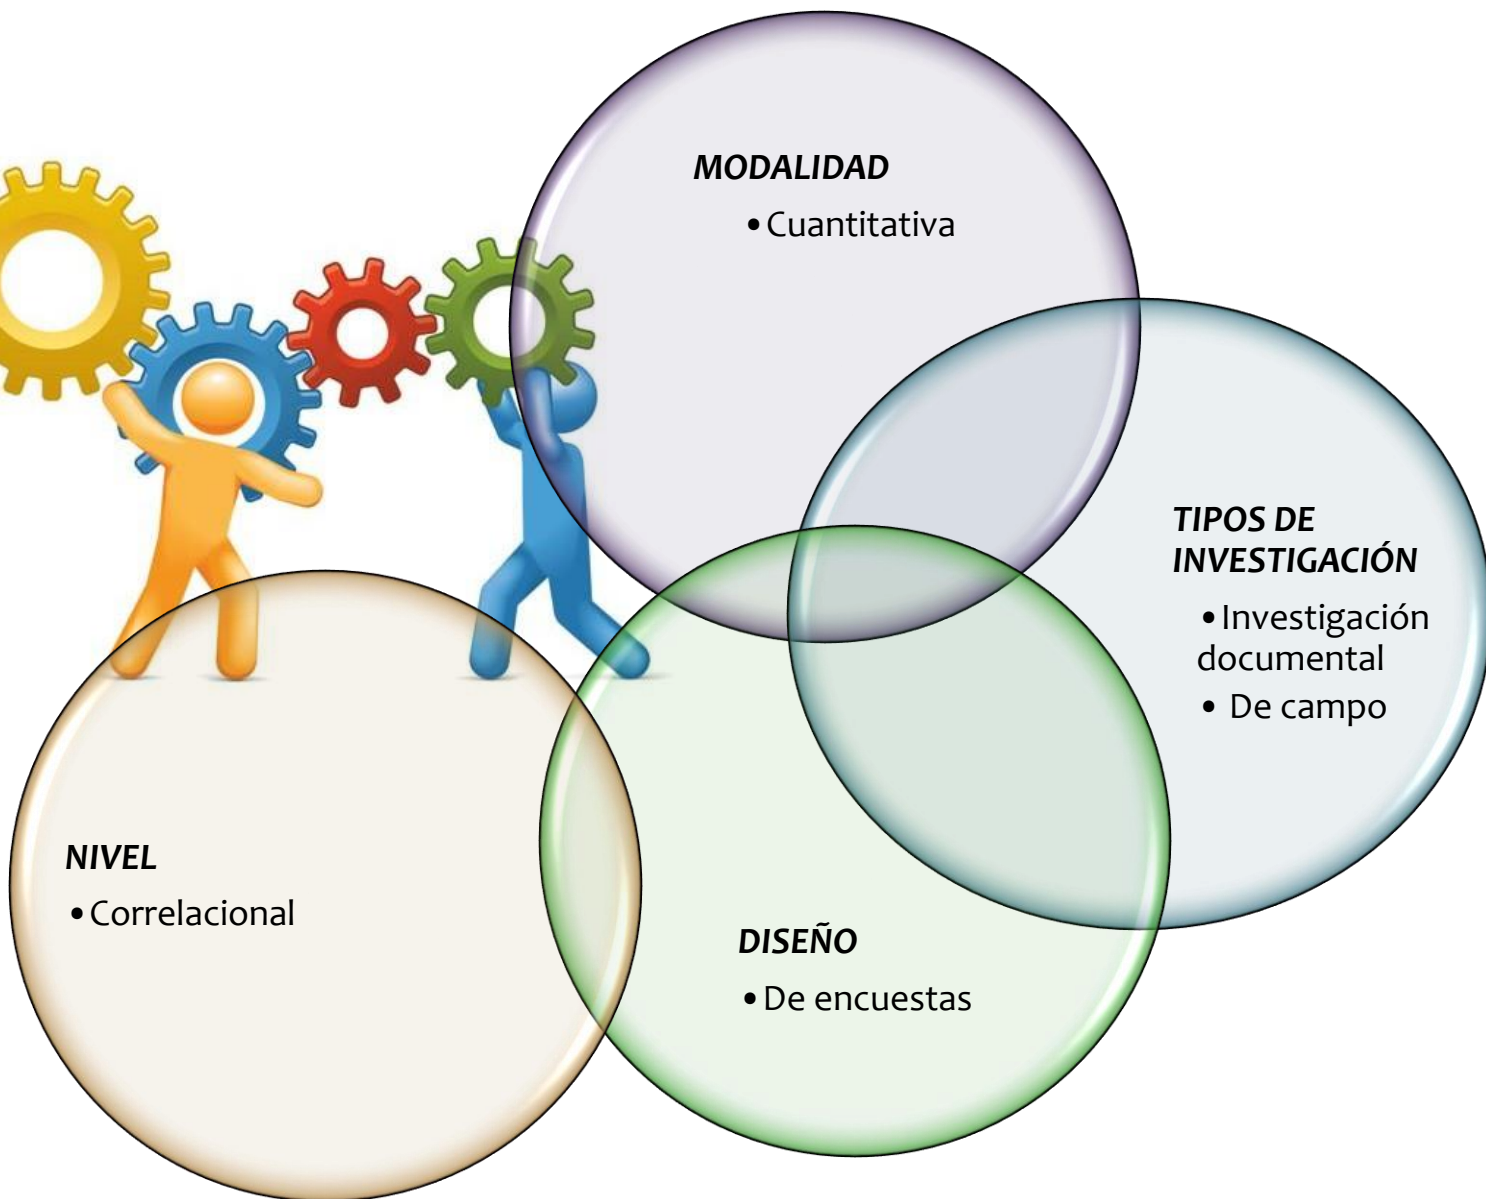 MODALIDAD
• Cuantitativa
TIPOS DE
INVESTIGACIÓN
• Investigación
documental
• De campo
NIVEL
• Correlacional
DISEÑO
• De encuestas